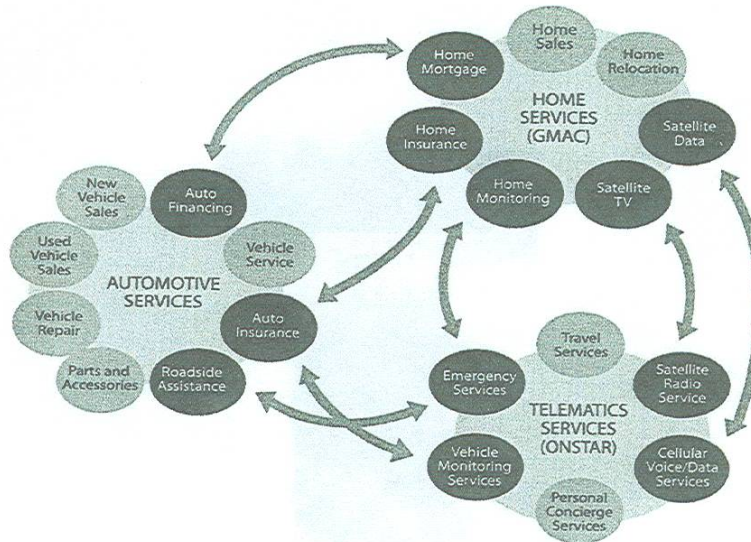 Home
Sales
Home
Mortgage
Home
Relocation
HOME
SERVICES
(GMAC)
Home
Insurance
Satellite
Data
Home
Monitoring
Satellite
TV
New
Vehicle
Sales
Auto
Financing
Used
Vehicle
Sales
Vehicle
Service
AUTOMOTIVE
SERVICES
Vehicle
Repair
Auto
Insurance
Parts and
Accessories
Roadside
Assistance
Travel
Services
Emergency
Services
Satellite
Radio
Service
TELEMATICS
SERVICES
(ONSTAR)
Vehicle
Monitoring
Services
Cellular
Voice/Data
Services
Personal
Concierge
Services